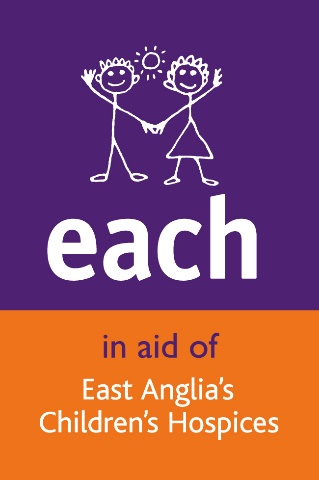 each
in aid of
East Anglia's
Children's Hospices